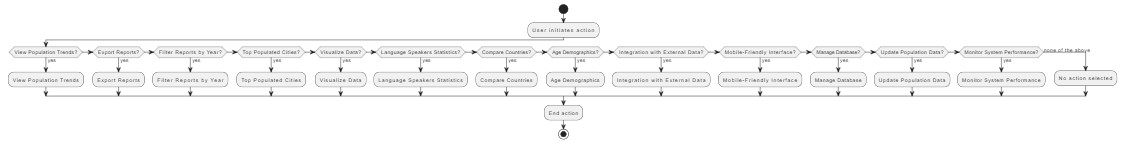 User initiates action
View Population Trends?
Export Reports?
Filter Reports by Year?
Top Populated Cities?
Visualize Data?
Language Speakers Statistics?
Compare Countries?
Age Demographics?
Integration with External Data?
Mobile-Friendly Interface?
Manage Database?
Update Population Data?
Monitor System Performance?
none of the above
yes
yes
yes
yes
yes
yes
yes
yes
yes
yes
yes
yes
yes
View Population Trends
Export Reports
Filter Reports by Year
Top Populated Cities
Visualize Data
Language Speakers Statistics
Compare Countries
Age Demographics
Integration with External Data
Mobile-Friendly Interface
Manage Database
Update Population Data
Monitor System Performance
No action selected
End action